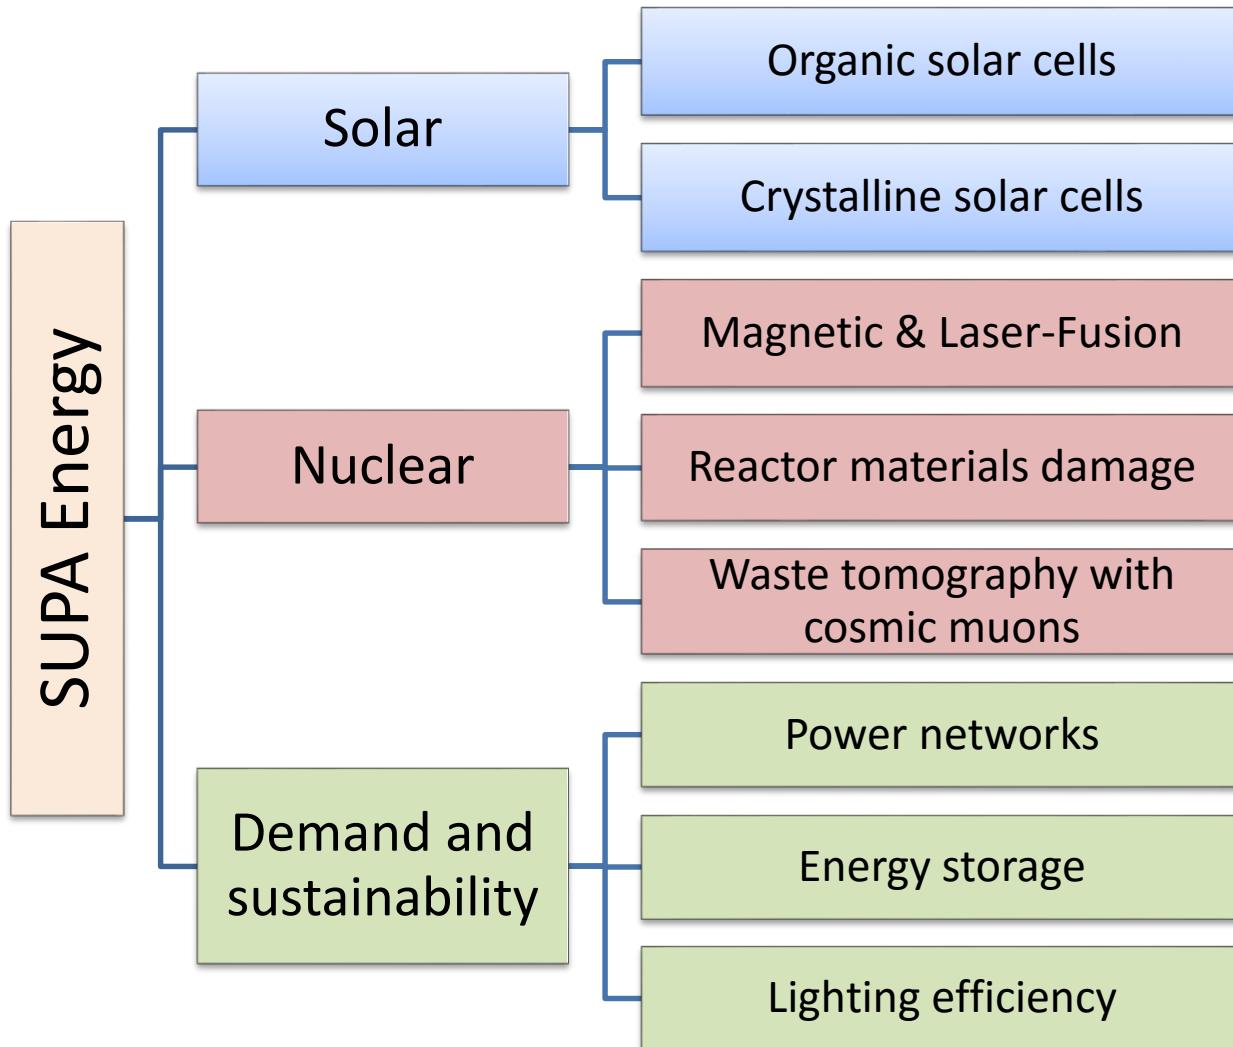 SUPA Energy
Solar
Organic solar cells
Crystalline solar cells
Nuclear
Magnetic & Laser-Fusion
Reactor materials damage
Waste tomography with
cosmic muons
Demand and
sustainability
Power networks
Energy storage
Lighting efficiency